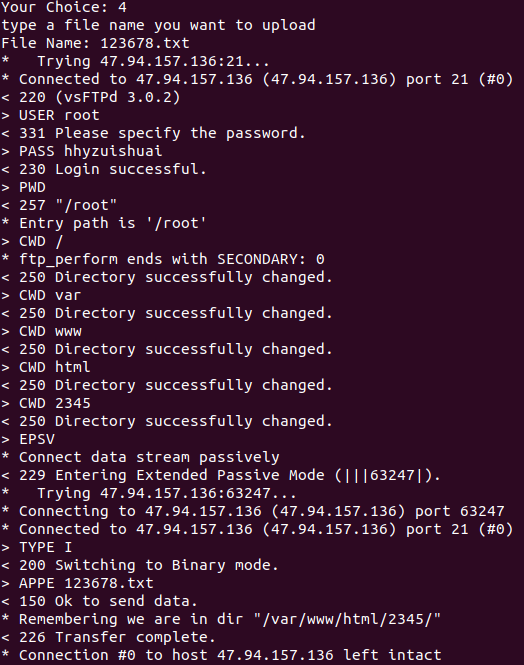 Your Choice: 4
type a file name you want to upload
File Name: 123678.txt
*   Trying 47.94.157.136:21...
* Connected to 47.94.157.136 (47.94.157.136) port 21 (#0)
< 220 (vsFTPd 3.0.2)
> USER root
< 331 Please specify the password.
> PASS hhyzuishuai
< 230 Login successful.
> PWD
< 257 "/root"
* Entry path is '/root'
> CWD /
* ftp_perform ends with SECONDARY: 0
< 250 Directory successfully changed.
> CWD var
< 250 Directory successfully changed.
> CWD www
< 250 Directory successfully changed.
> CWD html
< 250 Directory successfully changed.
> CWD 2345
< 250 Directory successfully changed.
> EPSV
* Connect data stream passively
< 229 Entering Extended Passive Mode (|||63247|).
*   Trying 47.94.157.136:63247...
* Connecting to 47.94.157.136 (47.94.157.136) port 63247
* Connected to 47.94.157.136 (47.94.157.136) port 21 (#0)
> TYPE I
< 200 Switching to Binary mode.
> APPE 123678.txt
< 150 Ok to send data.
* Remembering we are in dir "/var/www/html/2345/"
< 226 Transfer complete.
* Connection #0 to host 47.94.157.136 left intact